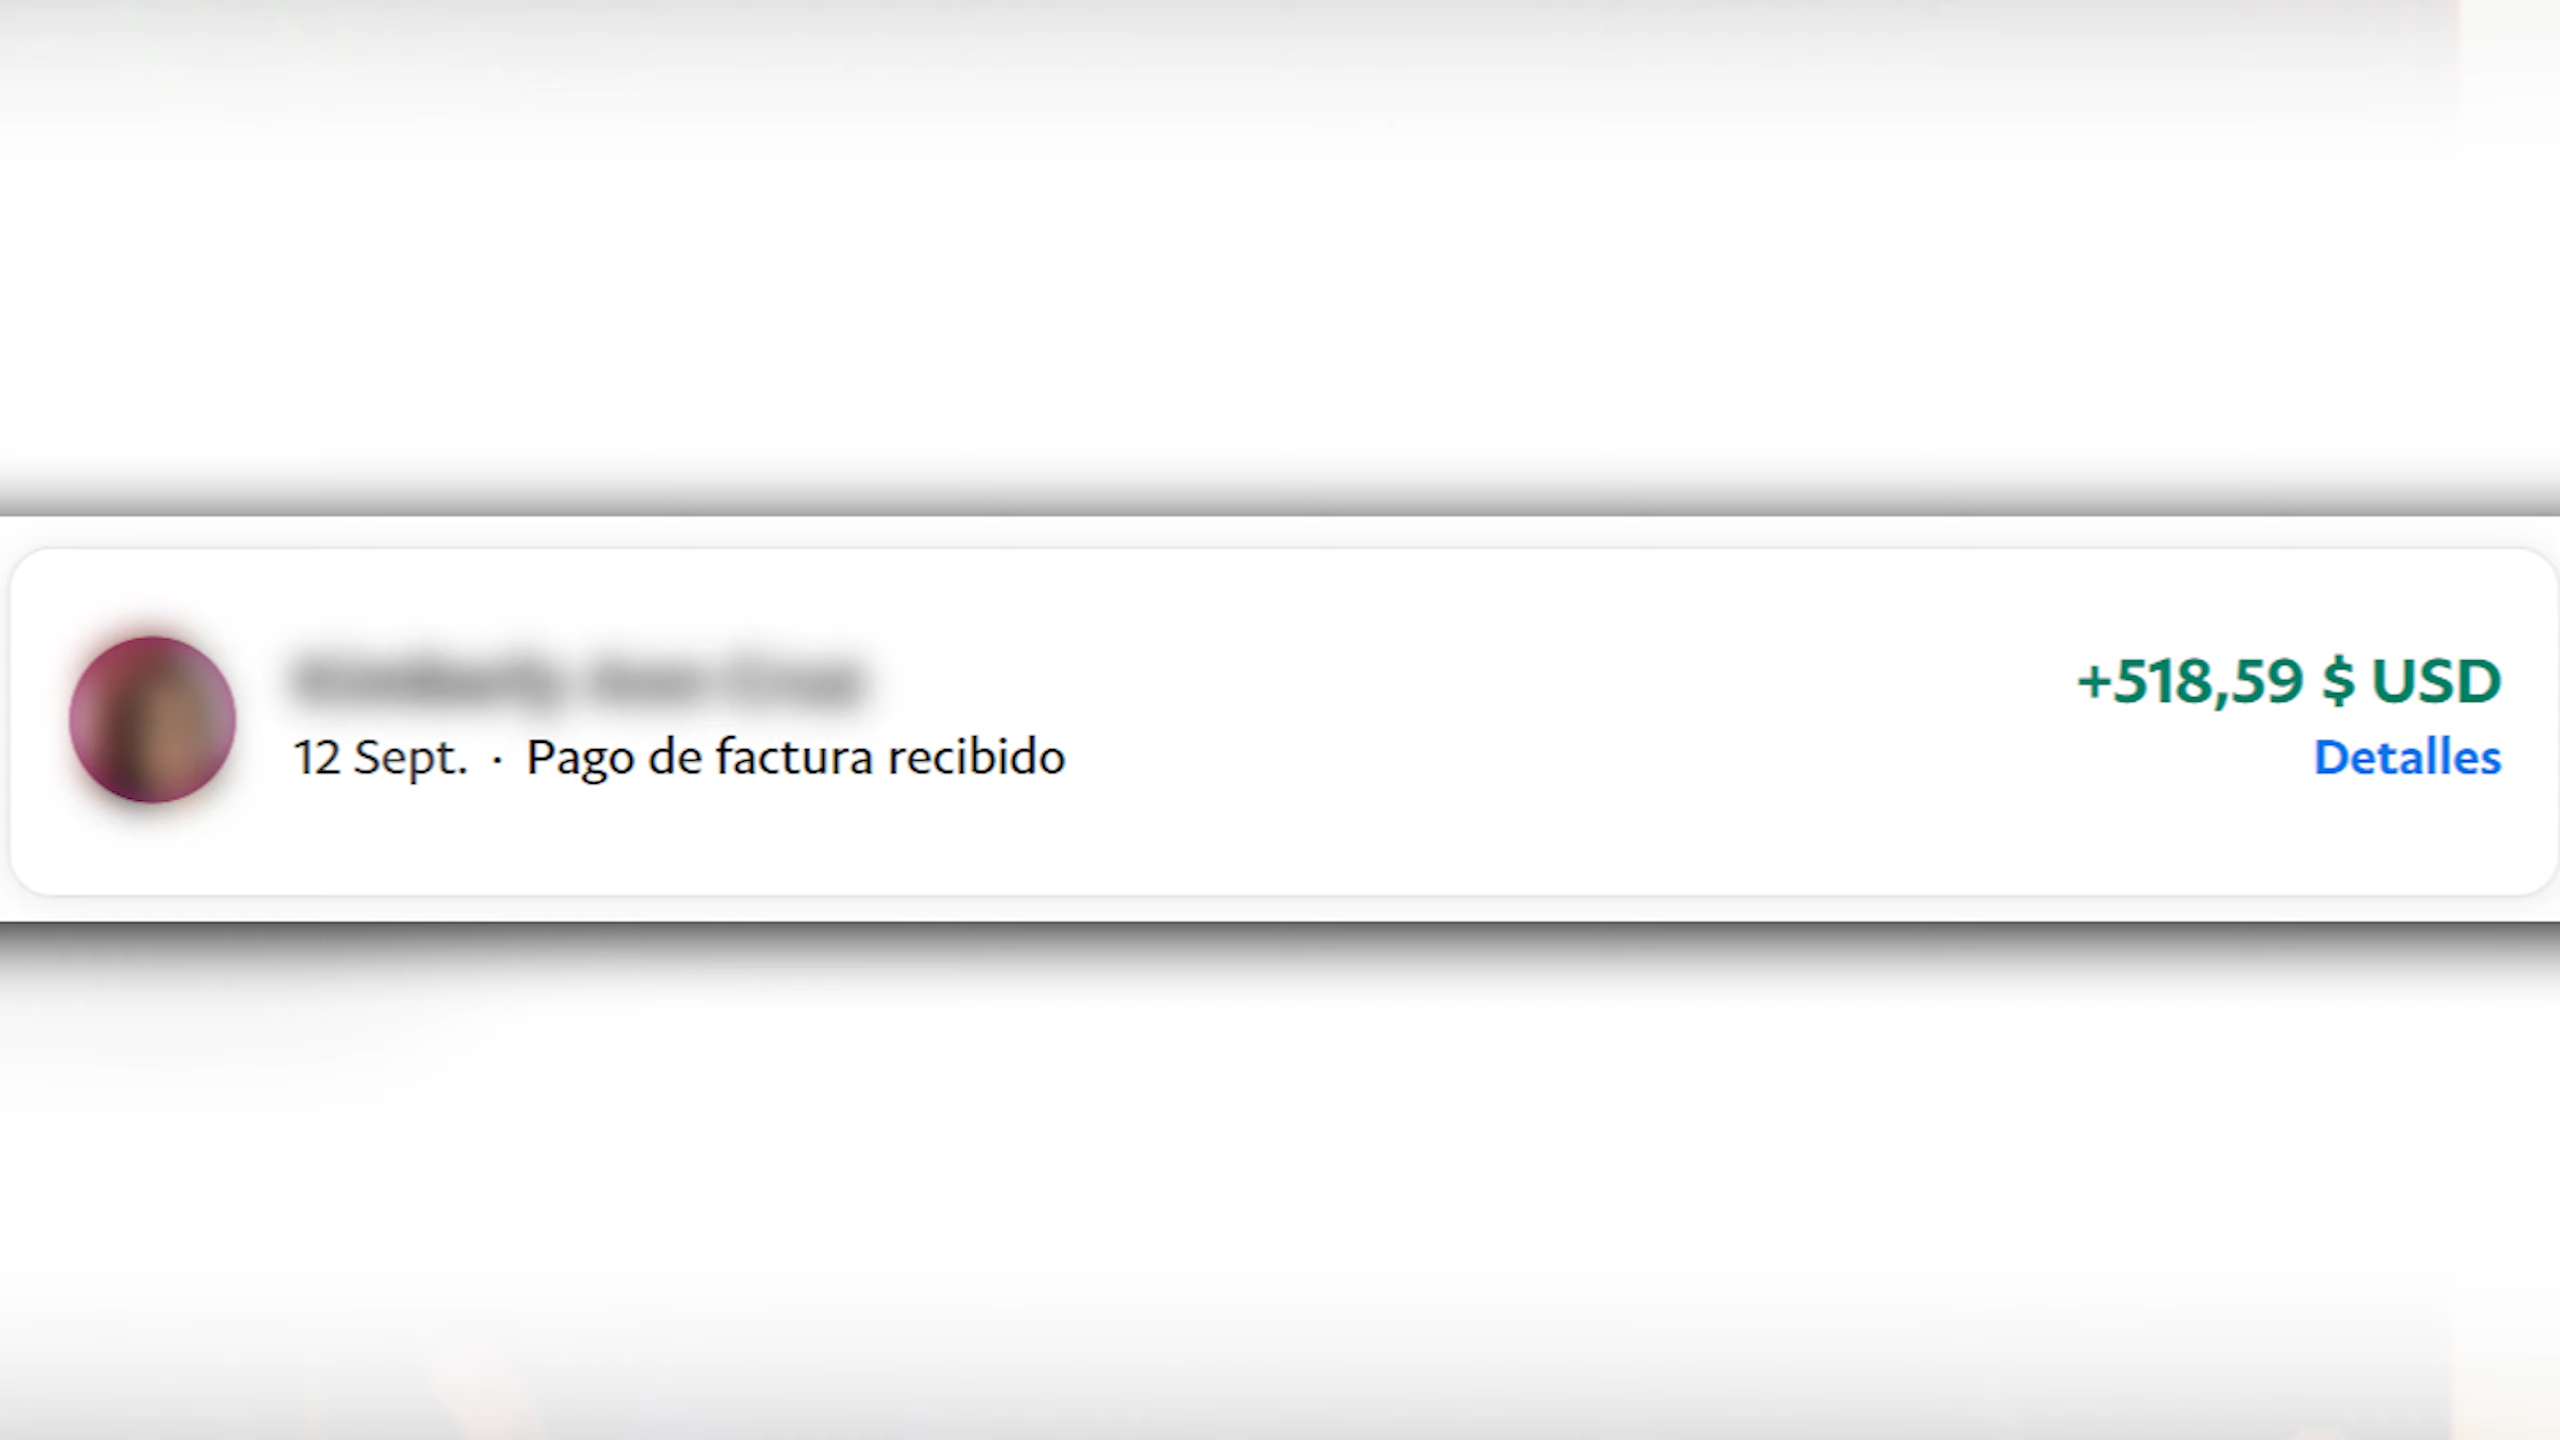 12 Sept. · Pago de factura recibido
+518,59 $ USD
Detalles